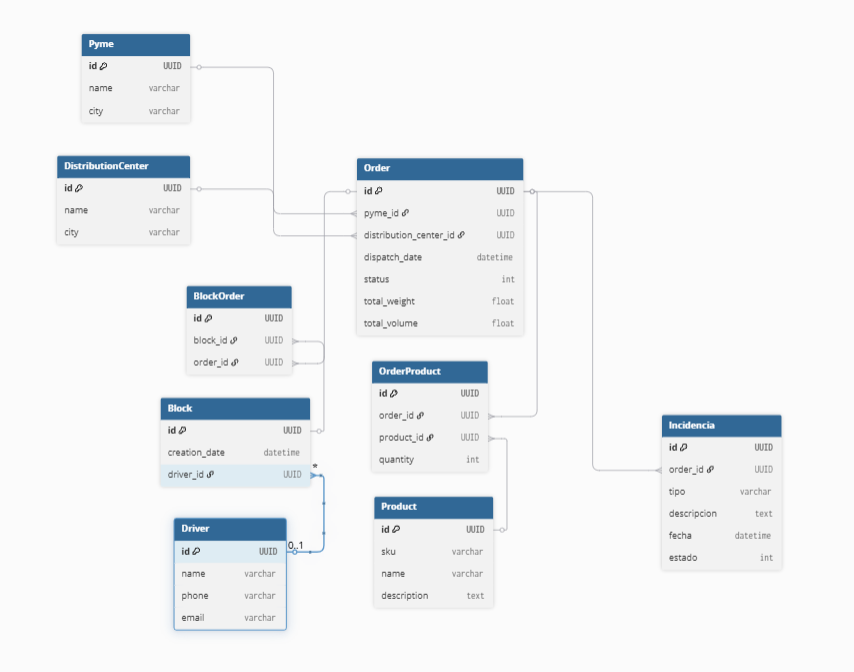 Pyme
id UUID
name varchar
city varchar
DistributionCenter
id UUID
name varchar
city varchar
Order
id UUID
pyme_id UUID
distribution_center_id UUID
dispatch_date datetime
status int
total_weight float
total_volume float
BlockOrder
id UUID
block_id UUID
order_id UUID
OrderProduct
id UUID
order_id UUID
product_id UUID
quantity int
Block
id UUID
creation_date datetime
driver_id UUID
*
Incidencia
id UUID
order_id UUID
tipo varchar
descripcion text
fecha datetime
estado int
Product
id UUID
sku varchar
name varchar
description text
Driver
id UUID
0..1
name varchar
phone varchar
email varchar